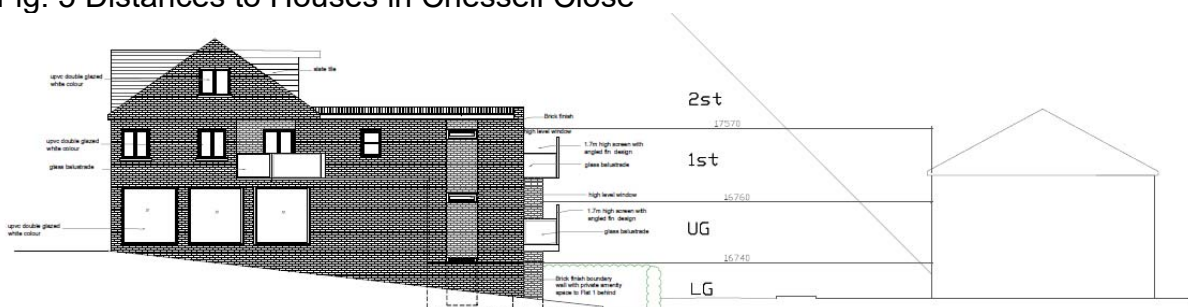 Fig. 5 Distances to Houses in Chessell Close
upvc double glazed
white colour
slate tile
2st
Brick finish
high level window
17570
upvc double glazed
white colour
1.7m high screen with
angled fin design
glass balustrade
glass balustrade
1st
high level window
16760
1.7m high screen with
angled fin design
upvc double glazed
white colour
glass balustrade
UG
16740
Brick finish boundary
wall with private amenity
space to Flat 1 behind
LG